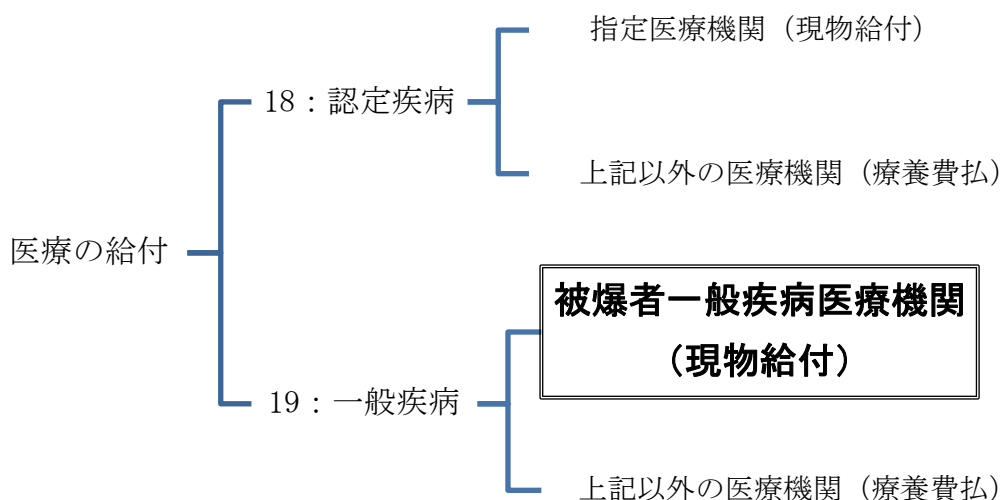 指定医療機関（現物給付）
18：認定疾病
上記以外の医療機関（療養費払）
医療の給付
被爆者一般疾病医療機関
（現物給付）
19：一般疾病
上記以外の医療機関（療養費払）